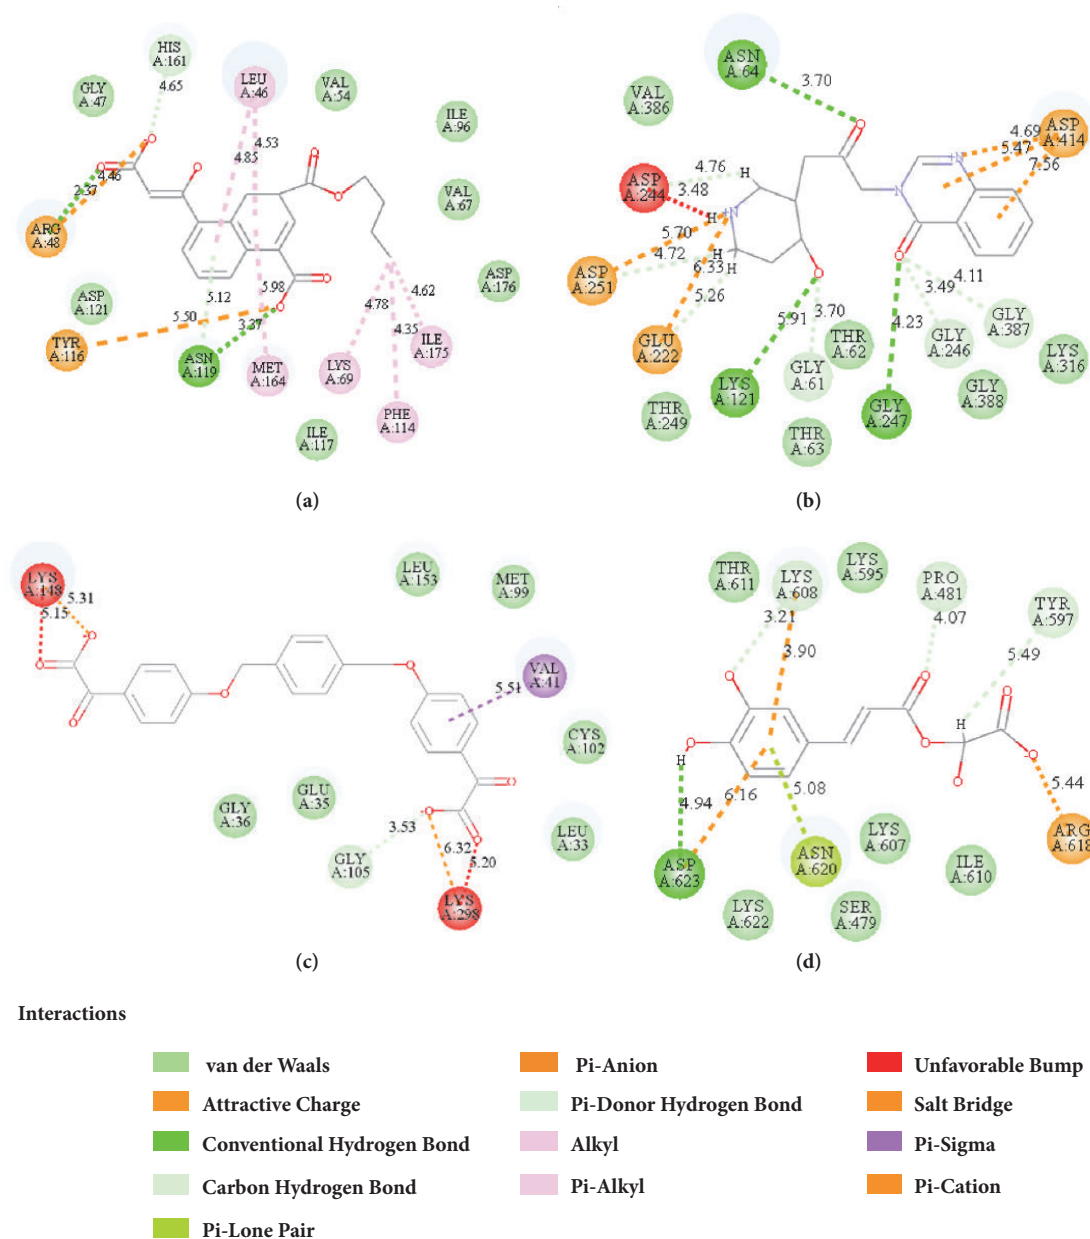 HIS
A:161
4.65
GLY
A:47
LEU
A:46
VAL
A:54
ILE
A:96
4.53
4.85
O
O
2.37
4.46
O
O
O
VAL
A:67
ARG
A:48
ASP
A:121
5.12
5.98
O
O
4.78
4.62
ASP
A:176
5.50
3.37
4.35
TYR
A:116
ASN
A:119
MET
A:164
LYS
A:69
ILE
A:175
PHE
A:114
ILE
A:117
(a)
ASN
A:64
3.70
VAL
A:386
O
4.69
5.47
ASP
A:414
7.56
4.76
H
ASP
A:244
3.48
H
N
N
N
5.70
4.72
H
H
6.33
ASP
A:251
5.26
O
O
4.11
3.49
GLU
A:222
5.91
3.70
4.23
THR
A:62
GLY
A:246
GLY
A:387
LYS
A:316
LYS
A:121
GLY
A:61
GLY
A:388
THR
A:249
THR
A:63
GLY
A:247
(b)
LYS
A:148
5.31
5.15
LEU
A:153
MET
A:99
O
O
O
O
O
VAL
A:41
5.51
CYS
A:102
GLU
A:35
GLY
A:36
O
O
O
3.53
GLY
A:105
6.32
5.20
LEU
A:33
LYS
A:298
(c)
THR
A:611
LYS
A:608
LYS
A:595
PRO
A:481
TYR
A:597
3.21
4.07
3.90
5.49
O
O
O
H
H
O
O
O
O
4.94
6.16
5.08
5.44
ASP
A:623
ASN
A:620
LYS
A:607
ILE
A:610
ARG
A:618
LYS
A:622
SER
A:479
(d)
Interactions
van der Waals
Attractive Charge
Conventional Hydrogen Bond
Carbon Hydrogen Bond
Pi-Lone Pair
Pi-Anion
Pi-Donor Hydrogen Bond
Alkyl
Pi-Alkyl
Unfavorable Bump
Salt Bridge
Pi-Sigma
Pi-Cation